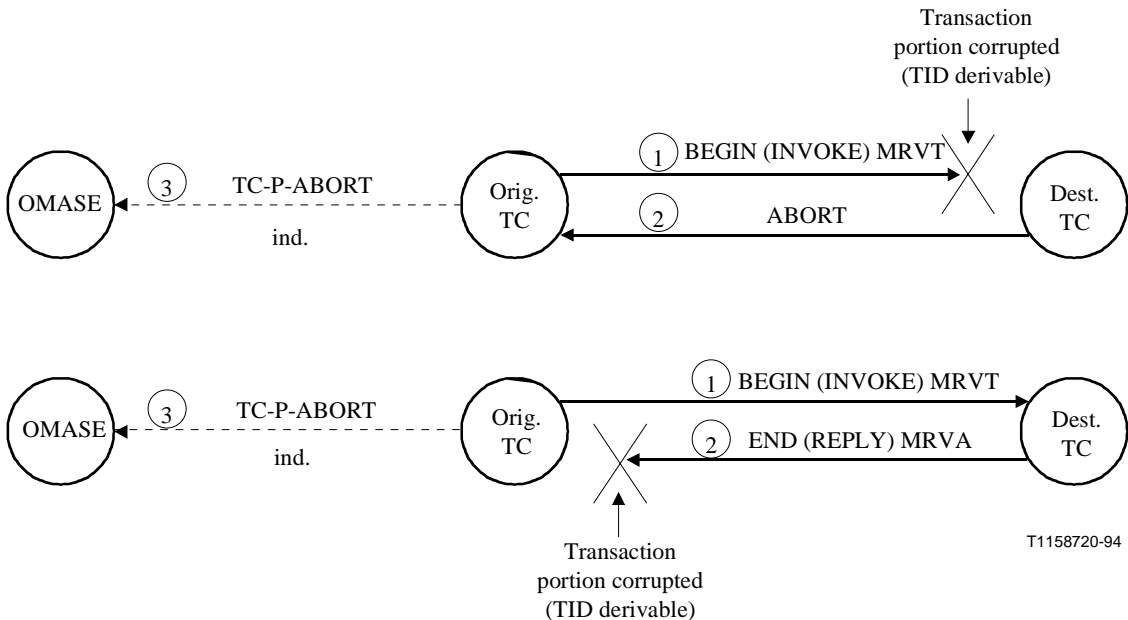 Transaction
portion corrupted
(TID derivable)
1 BEGIN (INVOKE) MRVT
3 TC-P-ABORT
OMASE
Orig.
TC
Dest.
TC
2 ABORT
ind.
1 BEGIN (INVOKE) MRVT
3 TC-P-ABORT
OMASE
Orig.
TC
Dest.
TC
2 END (REPLY) MRVA
ind.
T1158720-94
Transaction
portion corrupted
(TID derivable)